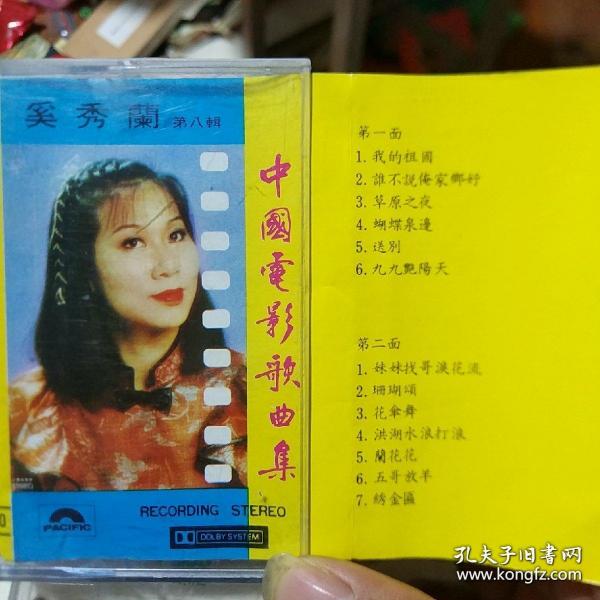 奚秀蘭 第八輯
中國電影歌曲集
RECORDING STEREO
PACIFIC
DOLBY SYSTEM
第一面
1. 我的祖國
2. 誰不說俺家鄉好
3. 草原之夜
4. 蝴蝶泉邊
5. 送別
6. 九九艷陽天
第二面
1. 妹妹找哥淚花流
2. 珊瑚頌
3. 花傘舞
4. 洪湖水浪打浪
5. 蘭花花
6. 五哥放羊
7. 綉金匾
孔夫子旧書网
www.kongfz.com